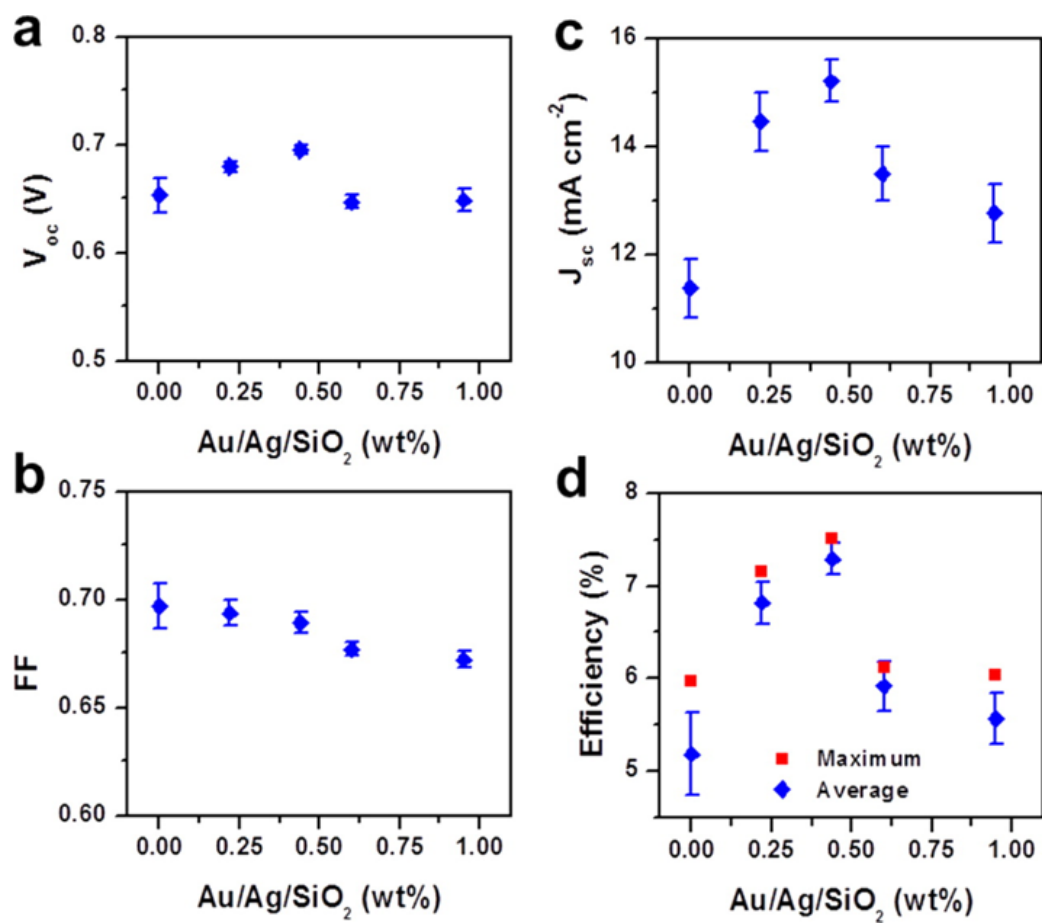 a
0.8
0.7
0.6
0.5
V_oc (V)
0.00 0.25 0.50 0.75 1.00
Au/Ag/SiO₂ (wt%)
c
16
14
12
10
J_sc (mA cm⁻²)
0.00 0.25 0.50 0.75 1.00
Au/Ag/SiO₂ (wt%)
b
0.75
0.70
0.65
0.60
FF
0.00 0.25 0.50 0.75 1.00
Au/Ag/SiO₂ (wt%)
d
8
7
6
5
Efficiency (%)
Maximum
Average
0.00 0.25 0.50 0.75 1.00
Au/Ag/SiO₂ (wt%)